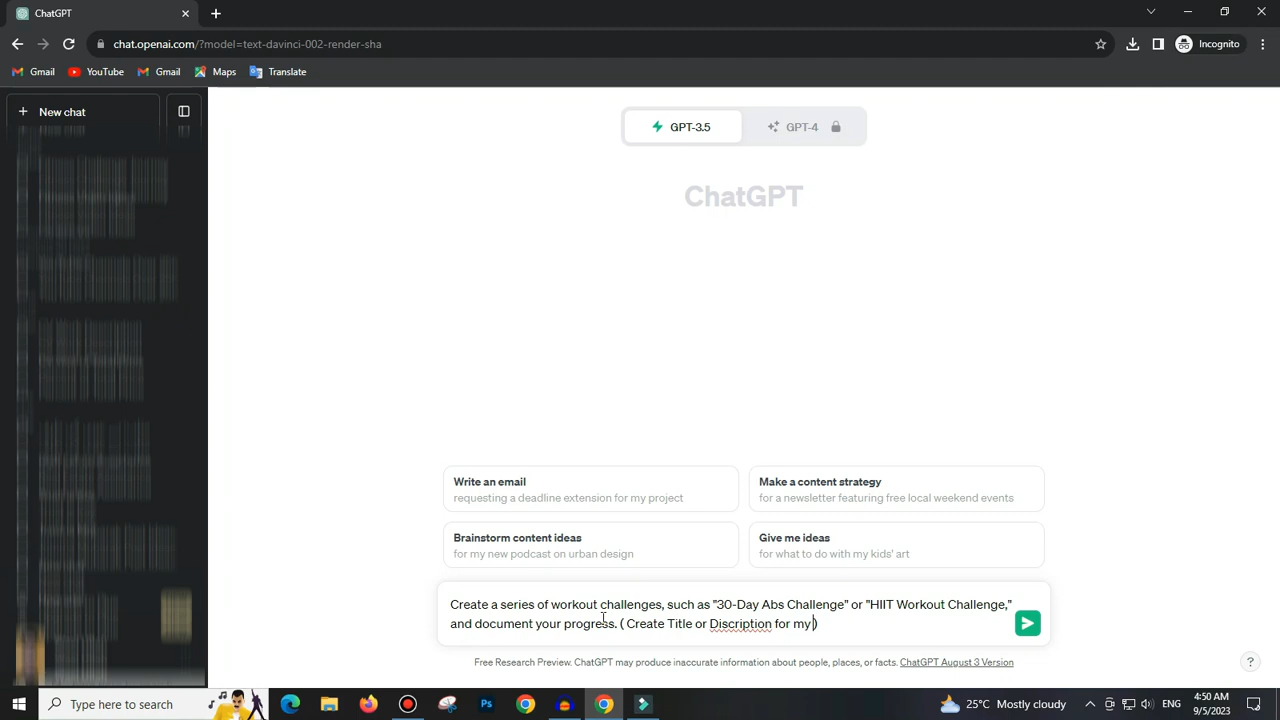 ChatGPT
chat.openai.com/?model=text-davinci-002-render-sha
Incognito
Gmail
YouTube
Gmail
Maps
Translate
New chat
GPT-3.5
GPT-4
ChatGPT
Write an email
requesting a deadline extension for my project
Make a content strategy
for a newsletter featuring free local weekend events
Brainstorm content ideas
for my new podcast on urban design
Give me ideas
for what to do with my kids' art
Create a series of workout challenges, such as "30-Day Abs Challenge" or "HIIT Workout Challenge,"
and document your progress. ( Create Title or Discription for my )
Free Research Preview. ChatGPT may produce inaccurate information about people, places, or facts. ChatGPT August 3 Version
?
Type here to search
Ps
25°C Mostly cloudy
ENG
4:50 AM
9/5/2023